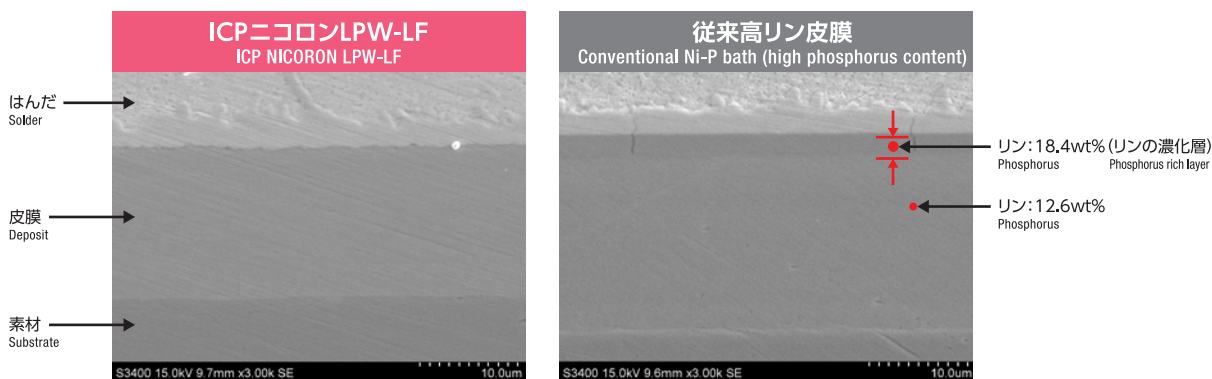 ICPニコロンLPW-LF
ICP NICORON LPW-LF
従来高リン皮膜
Conventional Ni-P bath (high phosphorus content)
はんだ
Solder
皮膜
Deposit
素材
Substrate
リン:18.4wt%(リンの濃化層)
Phosphorus Phosphorus rich layer
リン:12.6wt%
Phosphorus
S3400 15.0kV 9.7mm x3.00k SE 10.0um
S3400 15.0kV 9.6mm x3.00k SE 10.0um